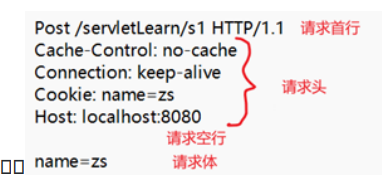 Post /servletLearn/s1 HTTP/1.1 请求首行
Cache-Control: no-cache
Connection: keep-alive
Cookie: name=zs
Host: localhost:8080
请求头
请求空行
name=zs 请求体